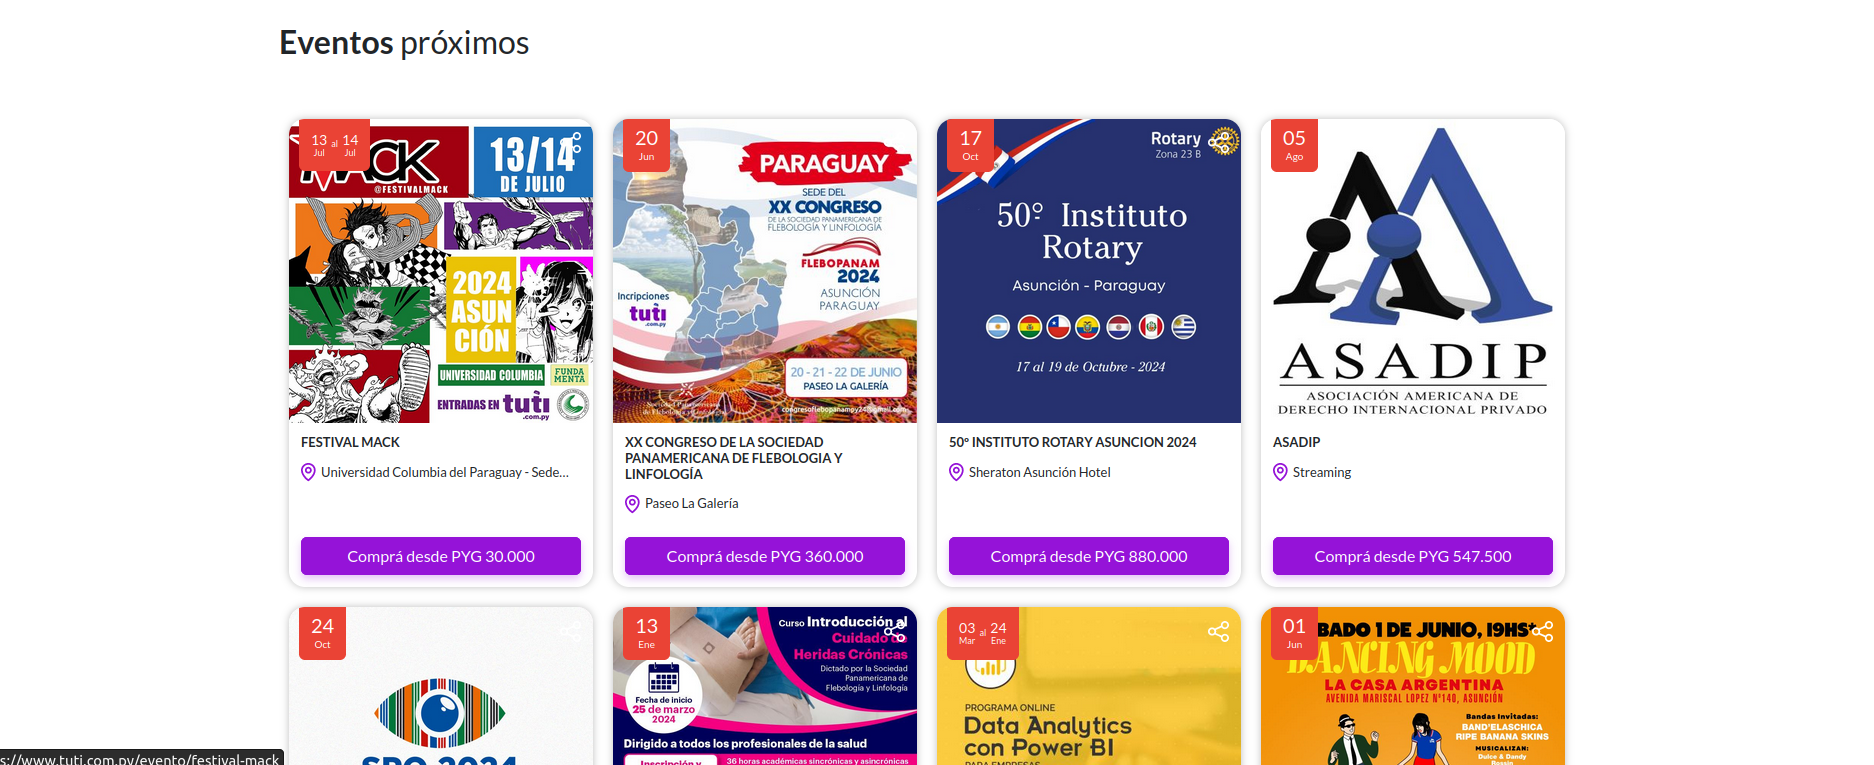 Eventos próximos
13 al 14
Jul Jul
MACK
@FESTIVALMACK
13/14
DE JULIO
2024
ASUN
CIÓN
UNIVERSIDAD COLUMBIA
FUNDA
MENTA
ENTRADAS EN tuti
.com.py
FESTIVAL MACK
Universidad Columbia del Paraguay - Sede...
Comprá desde PYG 30.000
20
Jun
PARAGUAY
SEDE DEL
XX CONGRESO
DE LA SOCIEDAD PANAMERICANA DE
FLEBOLOGÍA Y LINFOLOGÍA
FLEBOPANAM
2024
ASUNCIÓN
PARAGUAY
Incripciones
tuti
.com.py
20 - 21 - 22 DE JUNIO
PASEO LA GALERÍA
Sociedad Panamericana
de Flebología y Linfología
congresoflebopanampy24@gmail.com
XX CONGRESO DE LA SOCIEDAD
PANAMERICANA DE FLEBOLOGIA Y
LINFOLOGÍA
Paseo La Galería
Comprá desde PYG 360.000
17
Oct
Rotary
Zona 23 B
50º Instituto
Rotary
Asunción - Paraguay
17 al 19 de Octubre - 2024
50º INSTITUTO ROTARY ASUNCION 2024
Sheraton Asunción Hotel
Comprá desde PYG 880.000
05
Ago
ASADIP
ASOCIACIÓN AMERICANA DE
DERECHO INTERNACIONAL PRIVADO
ASADIP
Streaming
Comprá desde PYG 547.500
24
Oct
SPO 2024
13
Ene
Curso Introducción al
Cuidado de
Heridas Crónicas
Dictado por la Sociedad
Panamericana de
Flebología y Linfología
Fecha de inicio
25 de marzo
2024
Dirigido a todos los profesionales de la salud
Inscripción y
36 horas académicas sincrónicas y asincrónicas
03 al 24
Mar Ene
PROGRAMA ONLINE
Data Analytics
con Power BI
PARA EMPRESAS
01
Jun
BADO 1 DE JUNIO, 19HS*
DANCING MOOD
LA CASA ARGENTINA
AVENIDA MARISCAL LOPEZ N°140, ASUNCIÓN
Bandas Invitadas:
BAND'ELASCHICA
RIPE BANANA SKINS
MUSICALIZAN:
Dulce & Dandy
s://www.tuti.com.py/evento/festival-mack